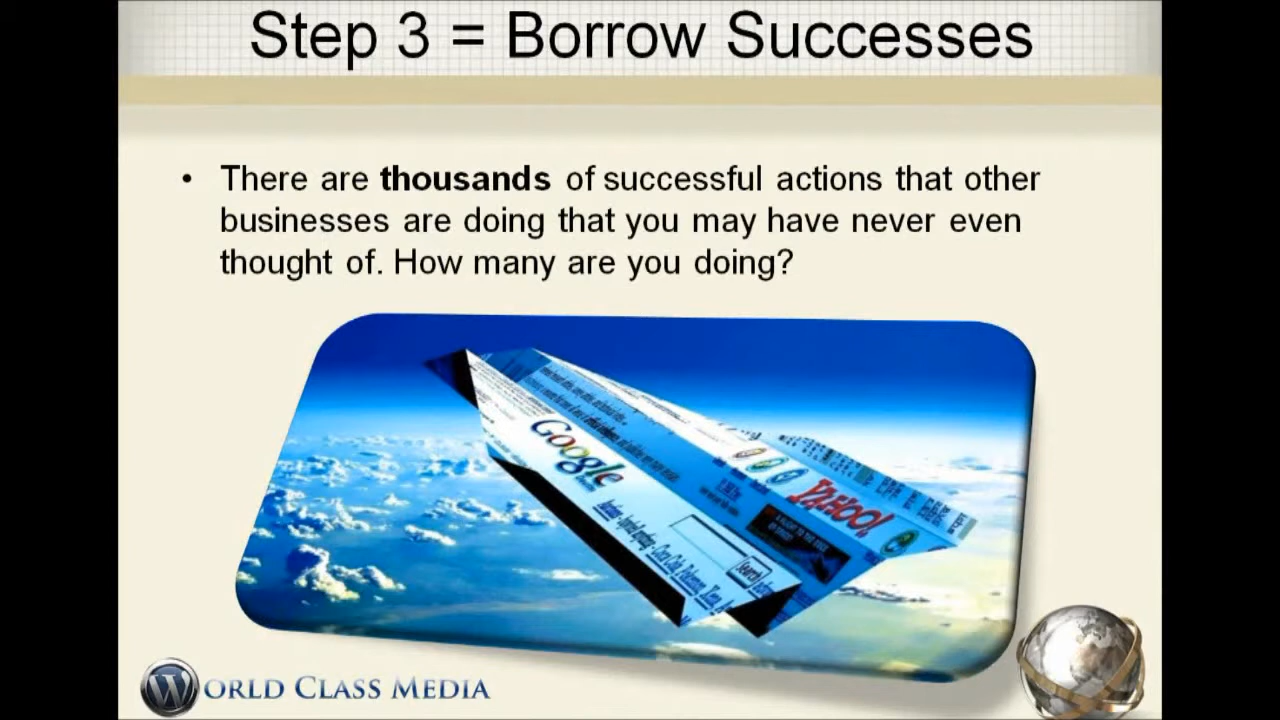 Step 3 = Borrow Successes
• There are thousands of successful actions that other
businesses are doing that you may have never even
thought of. How many are you doing?
Google
YAHOO!
Search
WORLD CLASS MEDIA